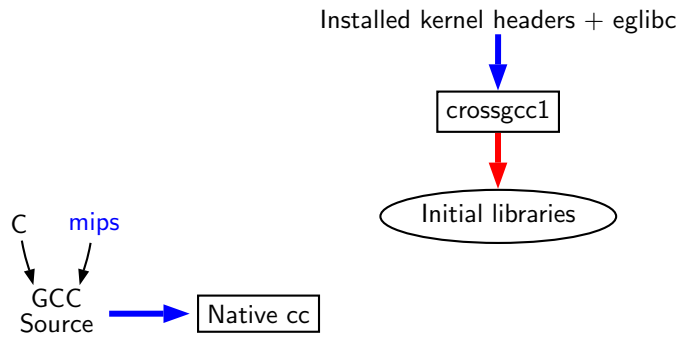 Installed kernel headers + eglibc
crossgcc1
Initial libraries
C
mips
GCC
Source
Native cc